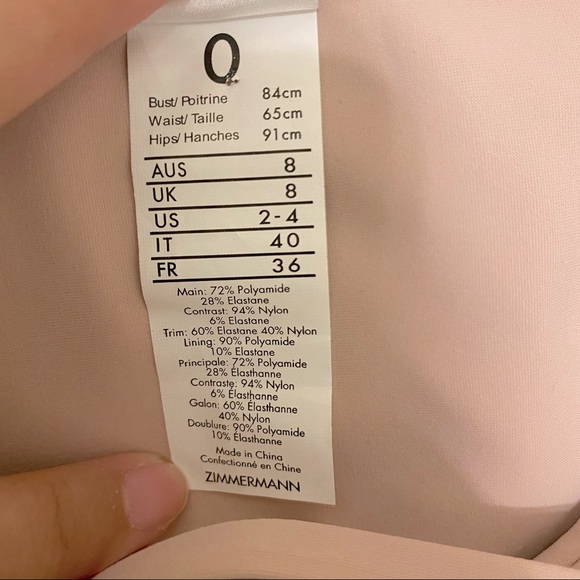 0
Bust/ Poitrine 84cm
Waist/ Taille 65cm
Hips/ Hanches 91cm
AUS 8
UK 8
US 2-4
IT 40
FR 36
Main: 72% Polyamide
28% Elastane
Contrast: 94% Nylon
6% Elastane
Trim: 60% Elastane 40% Nylon
Lining: 90% Polyamide
10% Elastane
Principale: 72% Polyamide
28% Élasthanne
Contraste: 94% Nylon
6% Élasthanne
Galon: 60% Élasthanne
40% Nylon
Doublure: 90% Polyamide
10% Élasthanne
Made in China
Confectionné en Chine
ZIMMERMANN